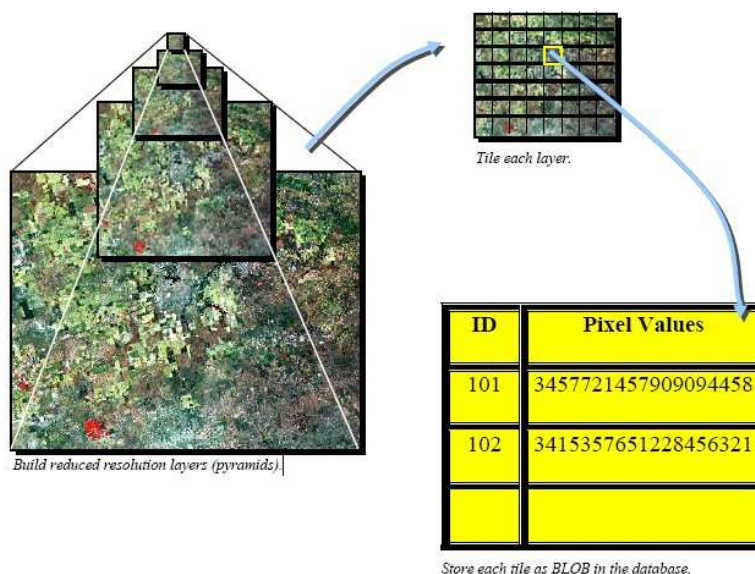 Tile each layer.
ID Pixel Values
101 3457721457909094458
102 3415357651228456321
Build reduced resolution layers (pyramids).
Store each tile as BLOB in the database.